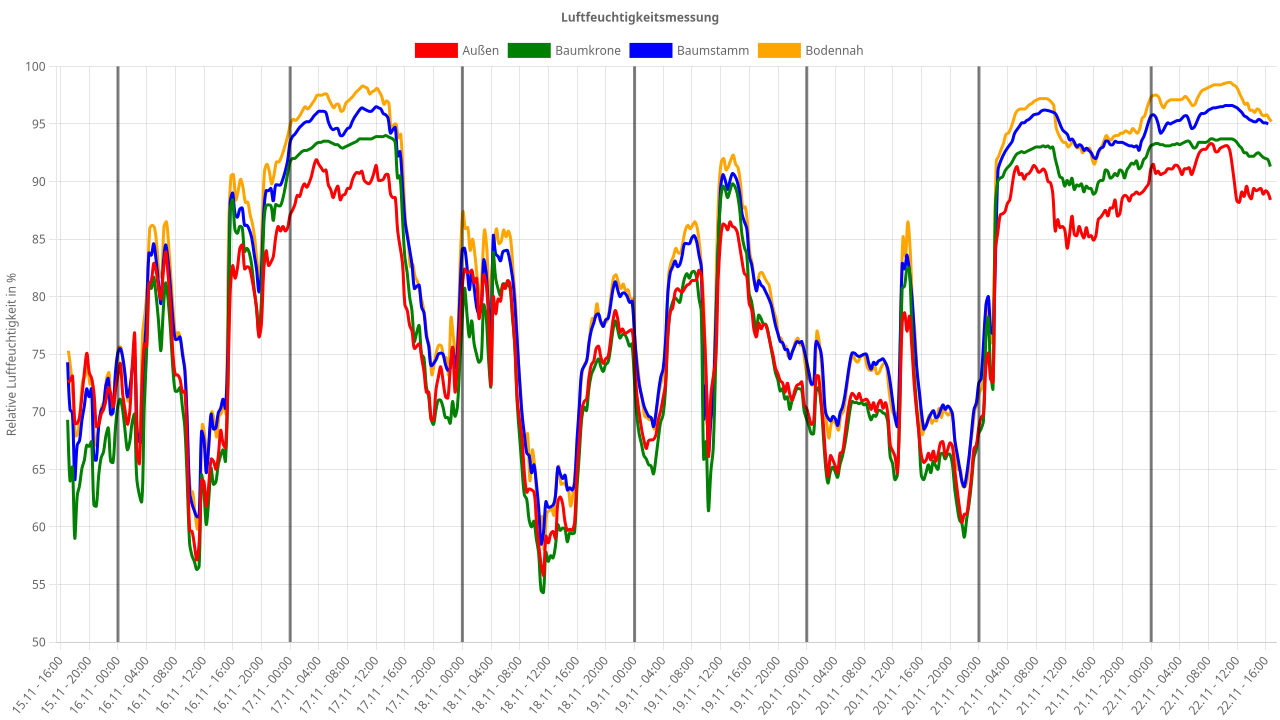 Luftfeuchtigkeitsmessung
Außen Baumkrone Baumstamm Bodennah
Relative Luftfeuchtigkeit in %
100
95
90
85
80
75
70
65
60
55
50
15.11 - 16:00
15.11 - 20:00
16.11 - 00:00
16.11 - 04:00
16.11 - 08:00
16.11 - 12:00
16.11 - 16:00
16.11 - 20:00
17.11 - 00:00
17.11 - 04:00
17.11 - 08:00
17.11 - 12:00
17.11 - 16:00
17.11 - 20:00
18.11 - 00:00
18.11 - 04:00
18.11 - 08:00
18.11 - 12:00
18.11 - 16:00
18.11 - 20:00
19.11 - 00:00
19.11 - 04:00
19.11 - 08:00
19.11 - 12:00
19.11 - 16:00
19.11 - 20:00
20.11 - 00:00
20.11 - 04:00
20.11 - 08:00
20.11 - 12:00
20.11 - 16:00
20.11 - 20:00
21.11 - 00:00
21.11 - 04:00
21.11 - 08:00
21.11 - 12:00
21.11 - 16:00
21.11 - 20:00
22.11 - 00:00
22.11 - 04:00
22.11 - 08:00
22.11 - 12:00
22.11 - 16:00